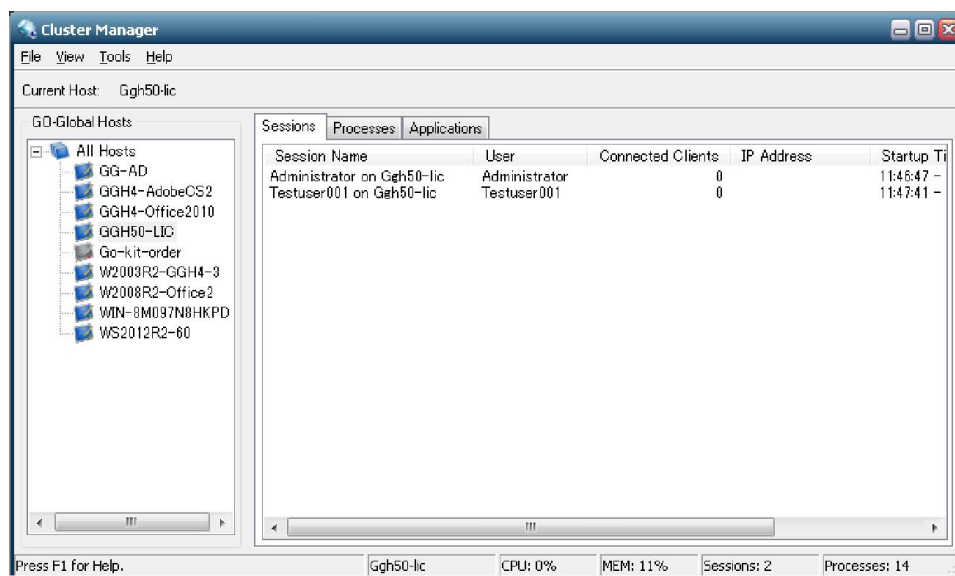 Cluster Manager
File View Tools Help
Current Host: Ggh50-lic
GO-Global Hosts
All Hosts
GG-AD
GGH4-AdobeCS2
GGH4-Office2010
GGH50-LIC
Go-kit-order
W2003R2-GGH4-3
W2008R2-Office2
WIN-8M097N8HKPD
WS2012R2-60
Sessions Processes Applications
Session Name User Connected Clients IP Address Startup Ti
Administrator on Ggh50-lic Administrator 0 11:46:47 -
Testuser001 on Ggh50-lic Testuser001 0 11:47:41 -
Press F1 for Help. Ggh50-lic CPU: 0% MEM: 11% Sessions: 2 Processes: 14